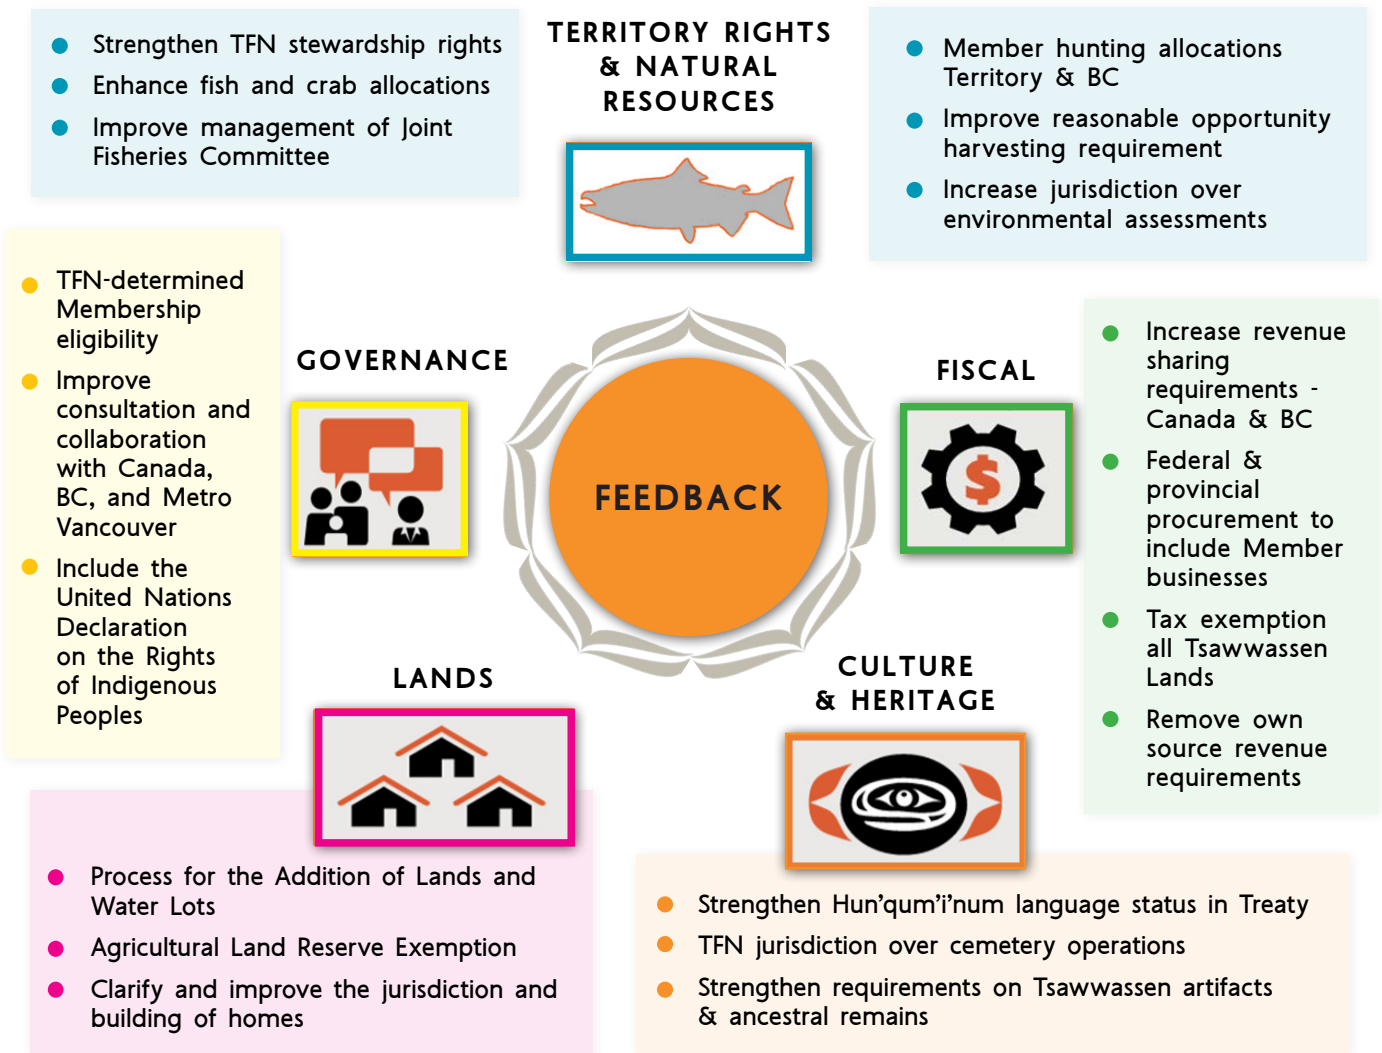 TERRITORY RIGHTS
& NATURAL
RESOURCES
Strengthen TFN stewardship rights
Enhance fish and crab allocations
Improve management of Joint
Fisheries Committee
Member hunting allocations
Territory & BC
Improve reasonable opportunity
harvesting requirement
Increase jurisdiction over
environmental assessments
GOVERNANCE
TFN-determined
Membership
eligibility
Improve
consultation and
collaboration
with Canada,
BC, and Metro
Vancouver
Include the
United Nations
Declaration
on the Rights
of Indigenous
Peoples
FEEDBACK
FISCAL
$
Increase revenue
sharing
requirements -
Canada & BC
Federal &
provincial
procurement to
include Member
businesses
Tax exemption
all Tsawwassen
Lands
Remove own
source revenue
requirements
LANDS
Process for the Addition of Lands and
Water Lots
Agricultural Land Reserve Exemption
Clarify and improve the jurisdiction and
building of homes
CULTURE
& HERITAGE
Strengthen Hun'qum'i'num language status in Treaty
TFN jurisdiction over cemetery operations
Strengthen requirements on Tsawwassen artifacts
& ancestral remains